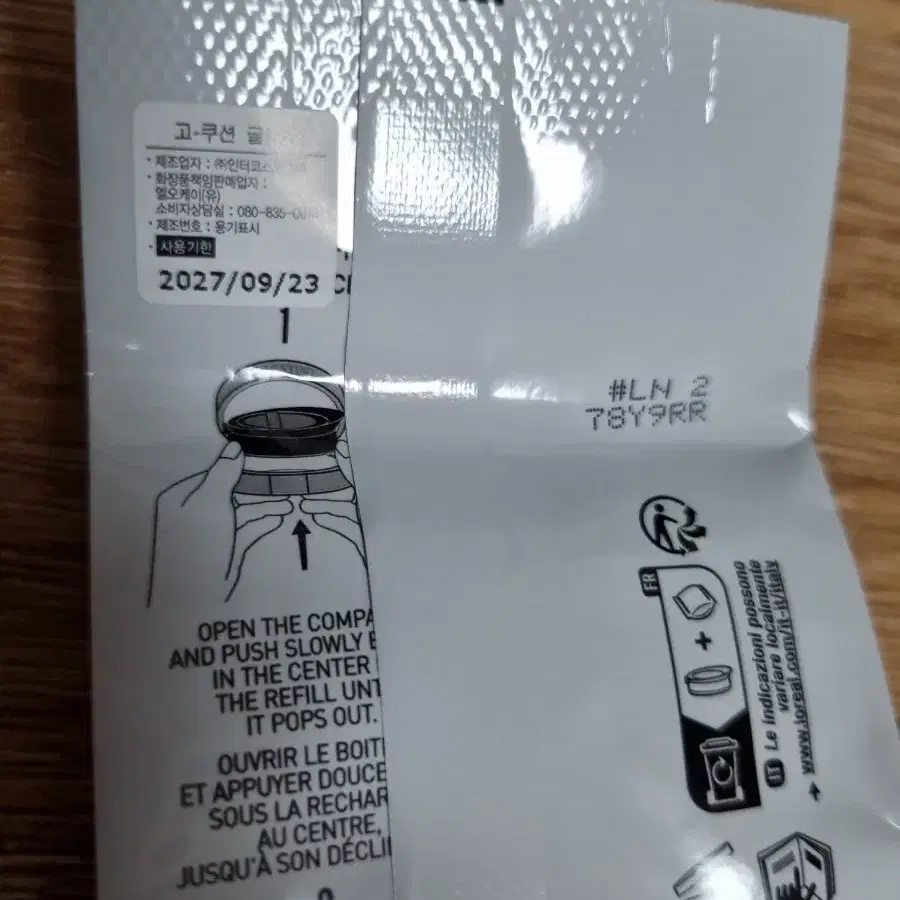 고-쿠션
· 제조업자 : ㈜인터코스
· 화장품책임판매업자 :
엘오케이(유)
소비자상담실 : 080-835-
· 제조번호 : 용기표시
· 사용기한
2027/09/23
1
OPEN THE COMPA
AND PUSH SLOWLY
IN THE CENTER
THE REFILL UNT
IT POPS OUT.
OUVRIR LE BOIT
ET APPUYER DOUCE
SOUS LA RECHAR
AU CENTRE,
JUSQU'À SON DÉCLI
#LN 2
78Y9RR
FR
+
IT Le indicazioni possono
variare localmente
www.loreal.com/it-it/italy